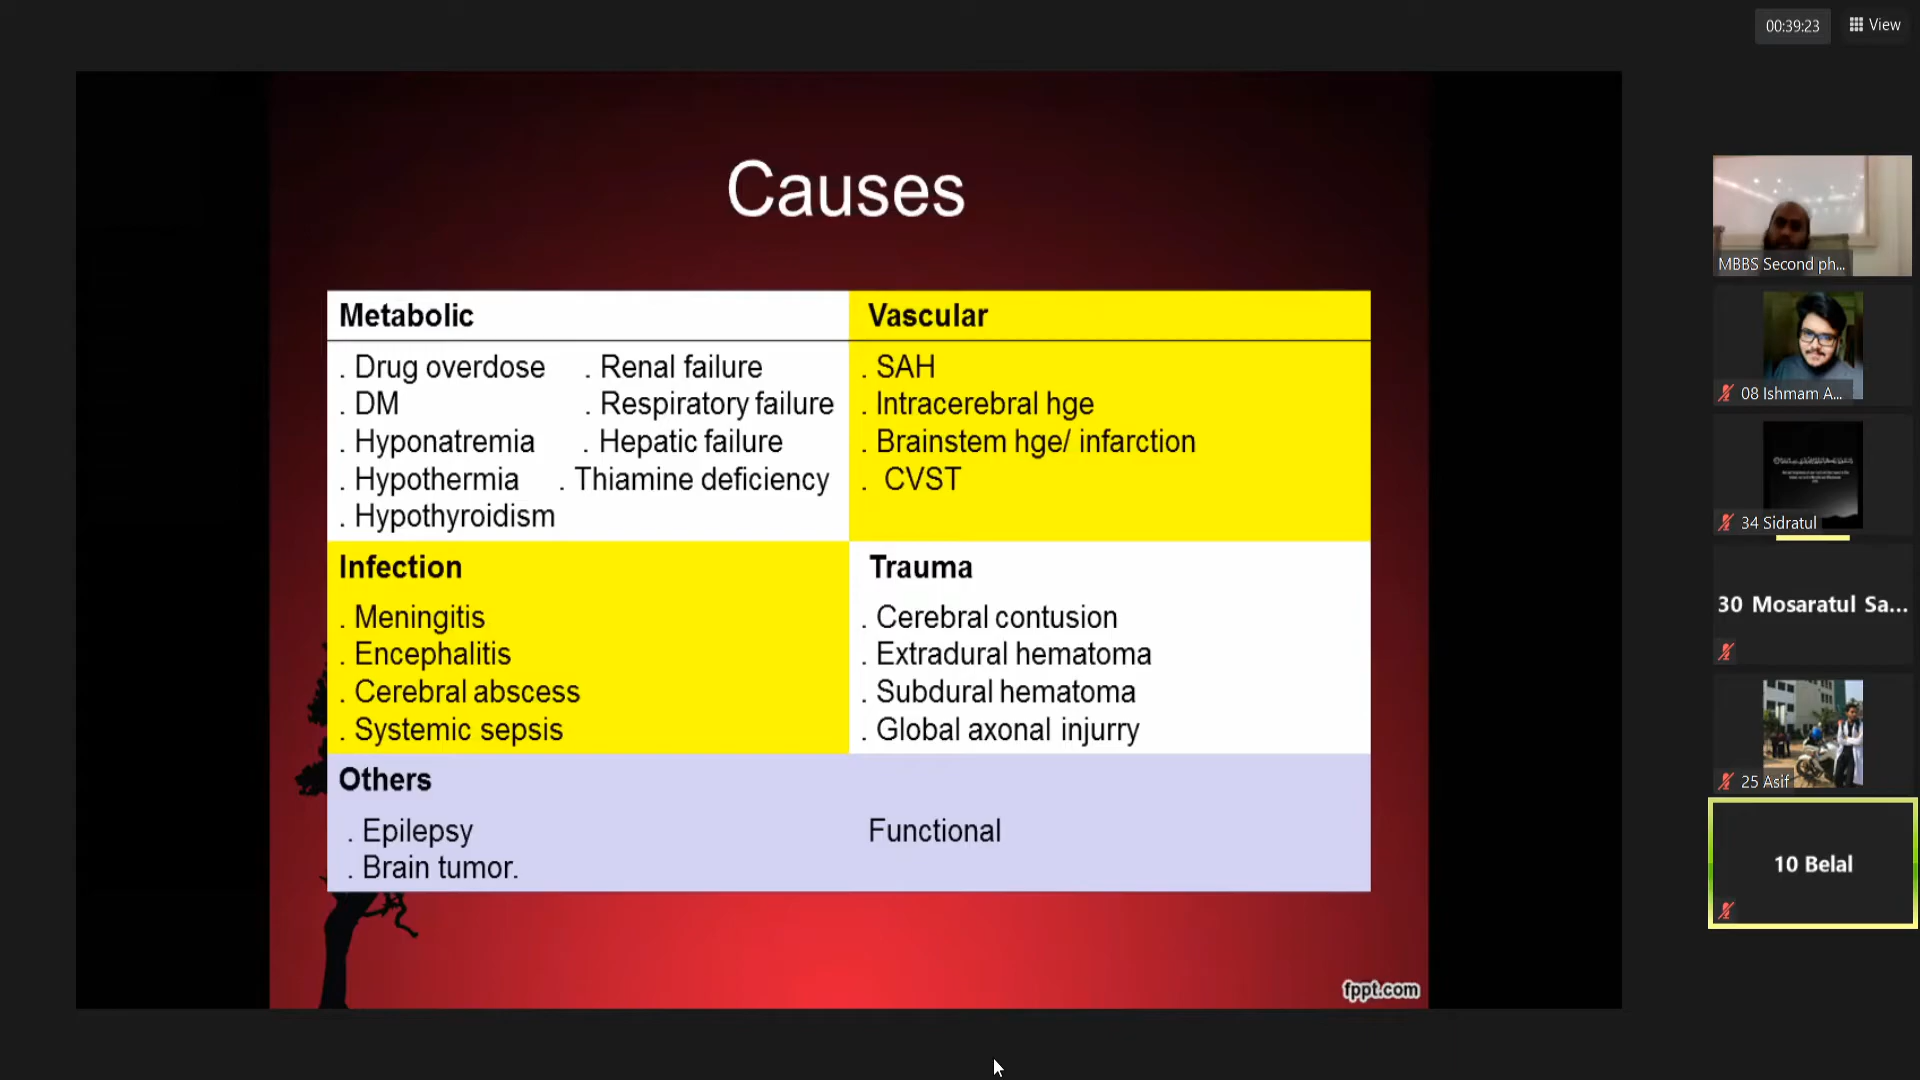 00:39:23 View
Causes
Metabolic
. Drug overdose . Renal failure
. DM . Respiratory failure
. Hyponatremia . Hepatic failure
. Hypothermia . Thiamine deficiency
. Hypothyroidism
Vascular
. SAH
. Intracerebral hge
. Brainstem hge/ infarction
. CVST
Infection
. Meningitis
. Encephalitis
. Cerebral abscess
. Systemic sepsis
Trauma
. Cerebral contusion
. Extradural hematoma
. Subdural hematoma
. Global axonal injurry
Others
. Epilepsy
. Brain tumor.
Functional
fppt.com
MBBS Second ph...
08 Ishmam A...
34 Sidratul
30 Mosaratul Sa...
25 Asif
10 Belal